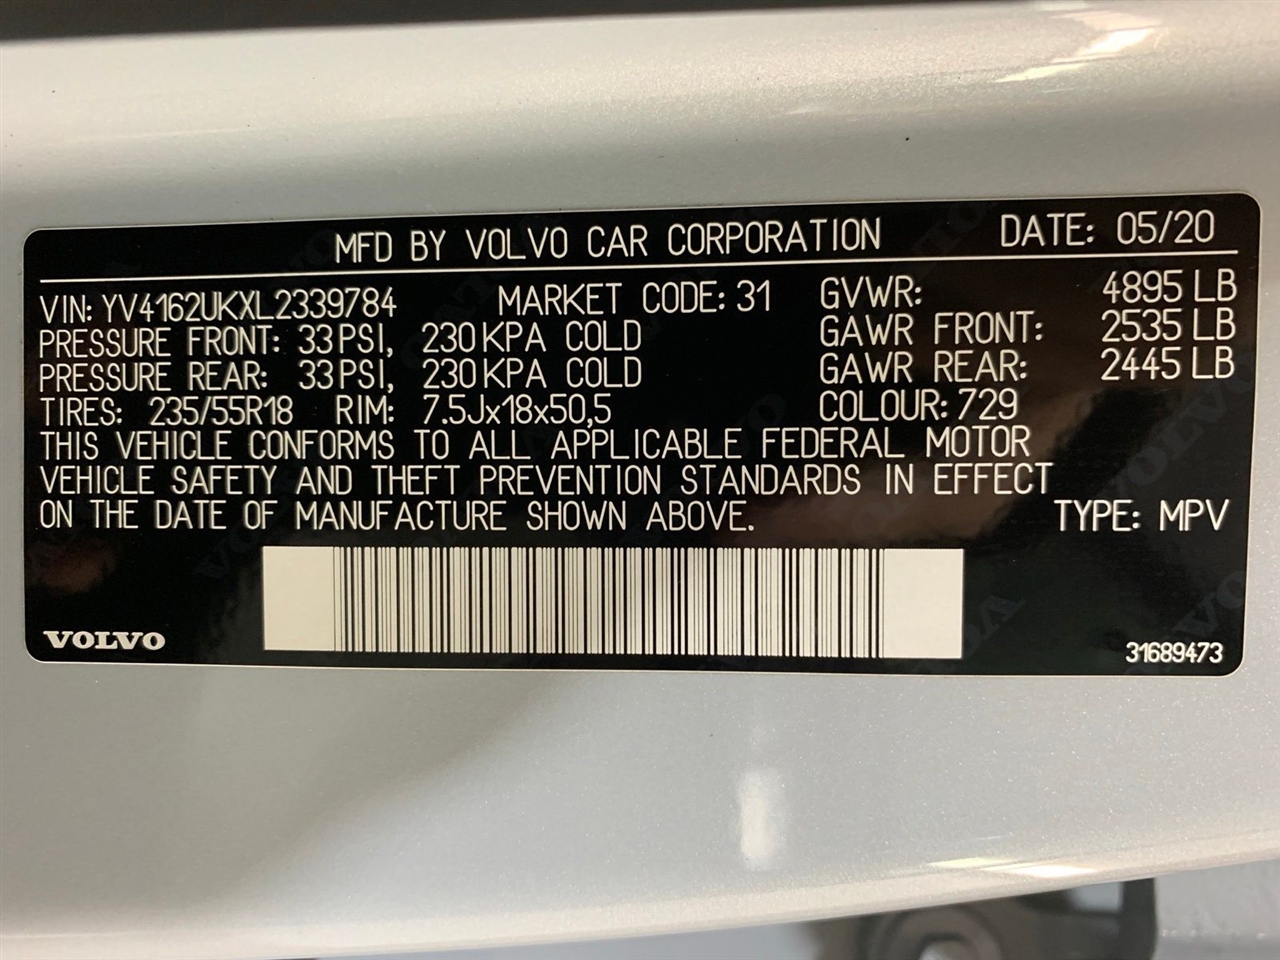 MFD BY VOLVO CAR CORPORATION DATE: 05/20
VIN: YV4162UKXL2339784 MARKET CODE: 31 GVWR: 4895 LB
PRESSURE FRONT: 33 PSI, 230 KPA COLD GAWR FRONT: 2535 LB
PRESSURE REAR: 33 PSI, 230 KPA COLD GAWR REAR: 2445 LB
TIRES: 235/55R18 RIM: 7.5Jx18x50,5 COLOUR: 729
THIS VEHICLE CONFORMS TO ALL APPLICABLE FEDERAL MOTOR
VEHICLE SAFETY AND THEFT PREVENTION STANDARDS IN EFFECT
ON THE DATE OF MANUFACTURE SHOWN ABOVE. TYPE: MPV
VOLVO 31689473